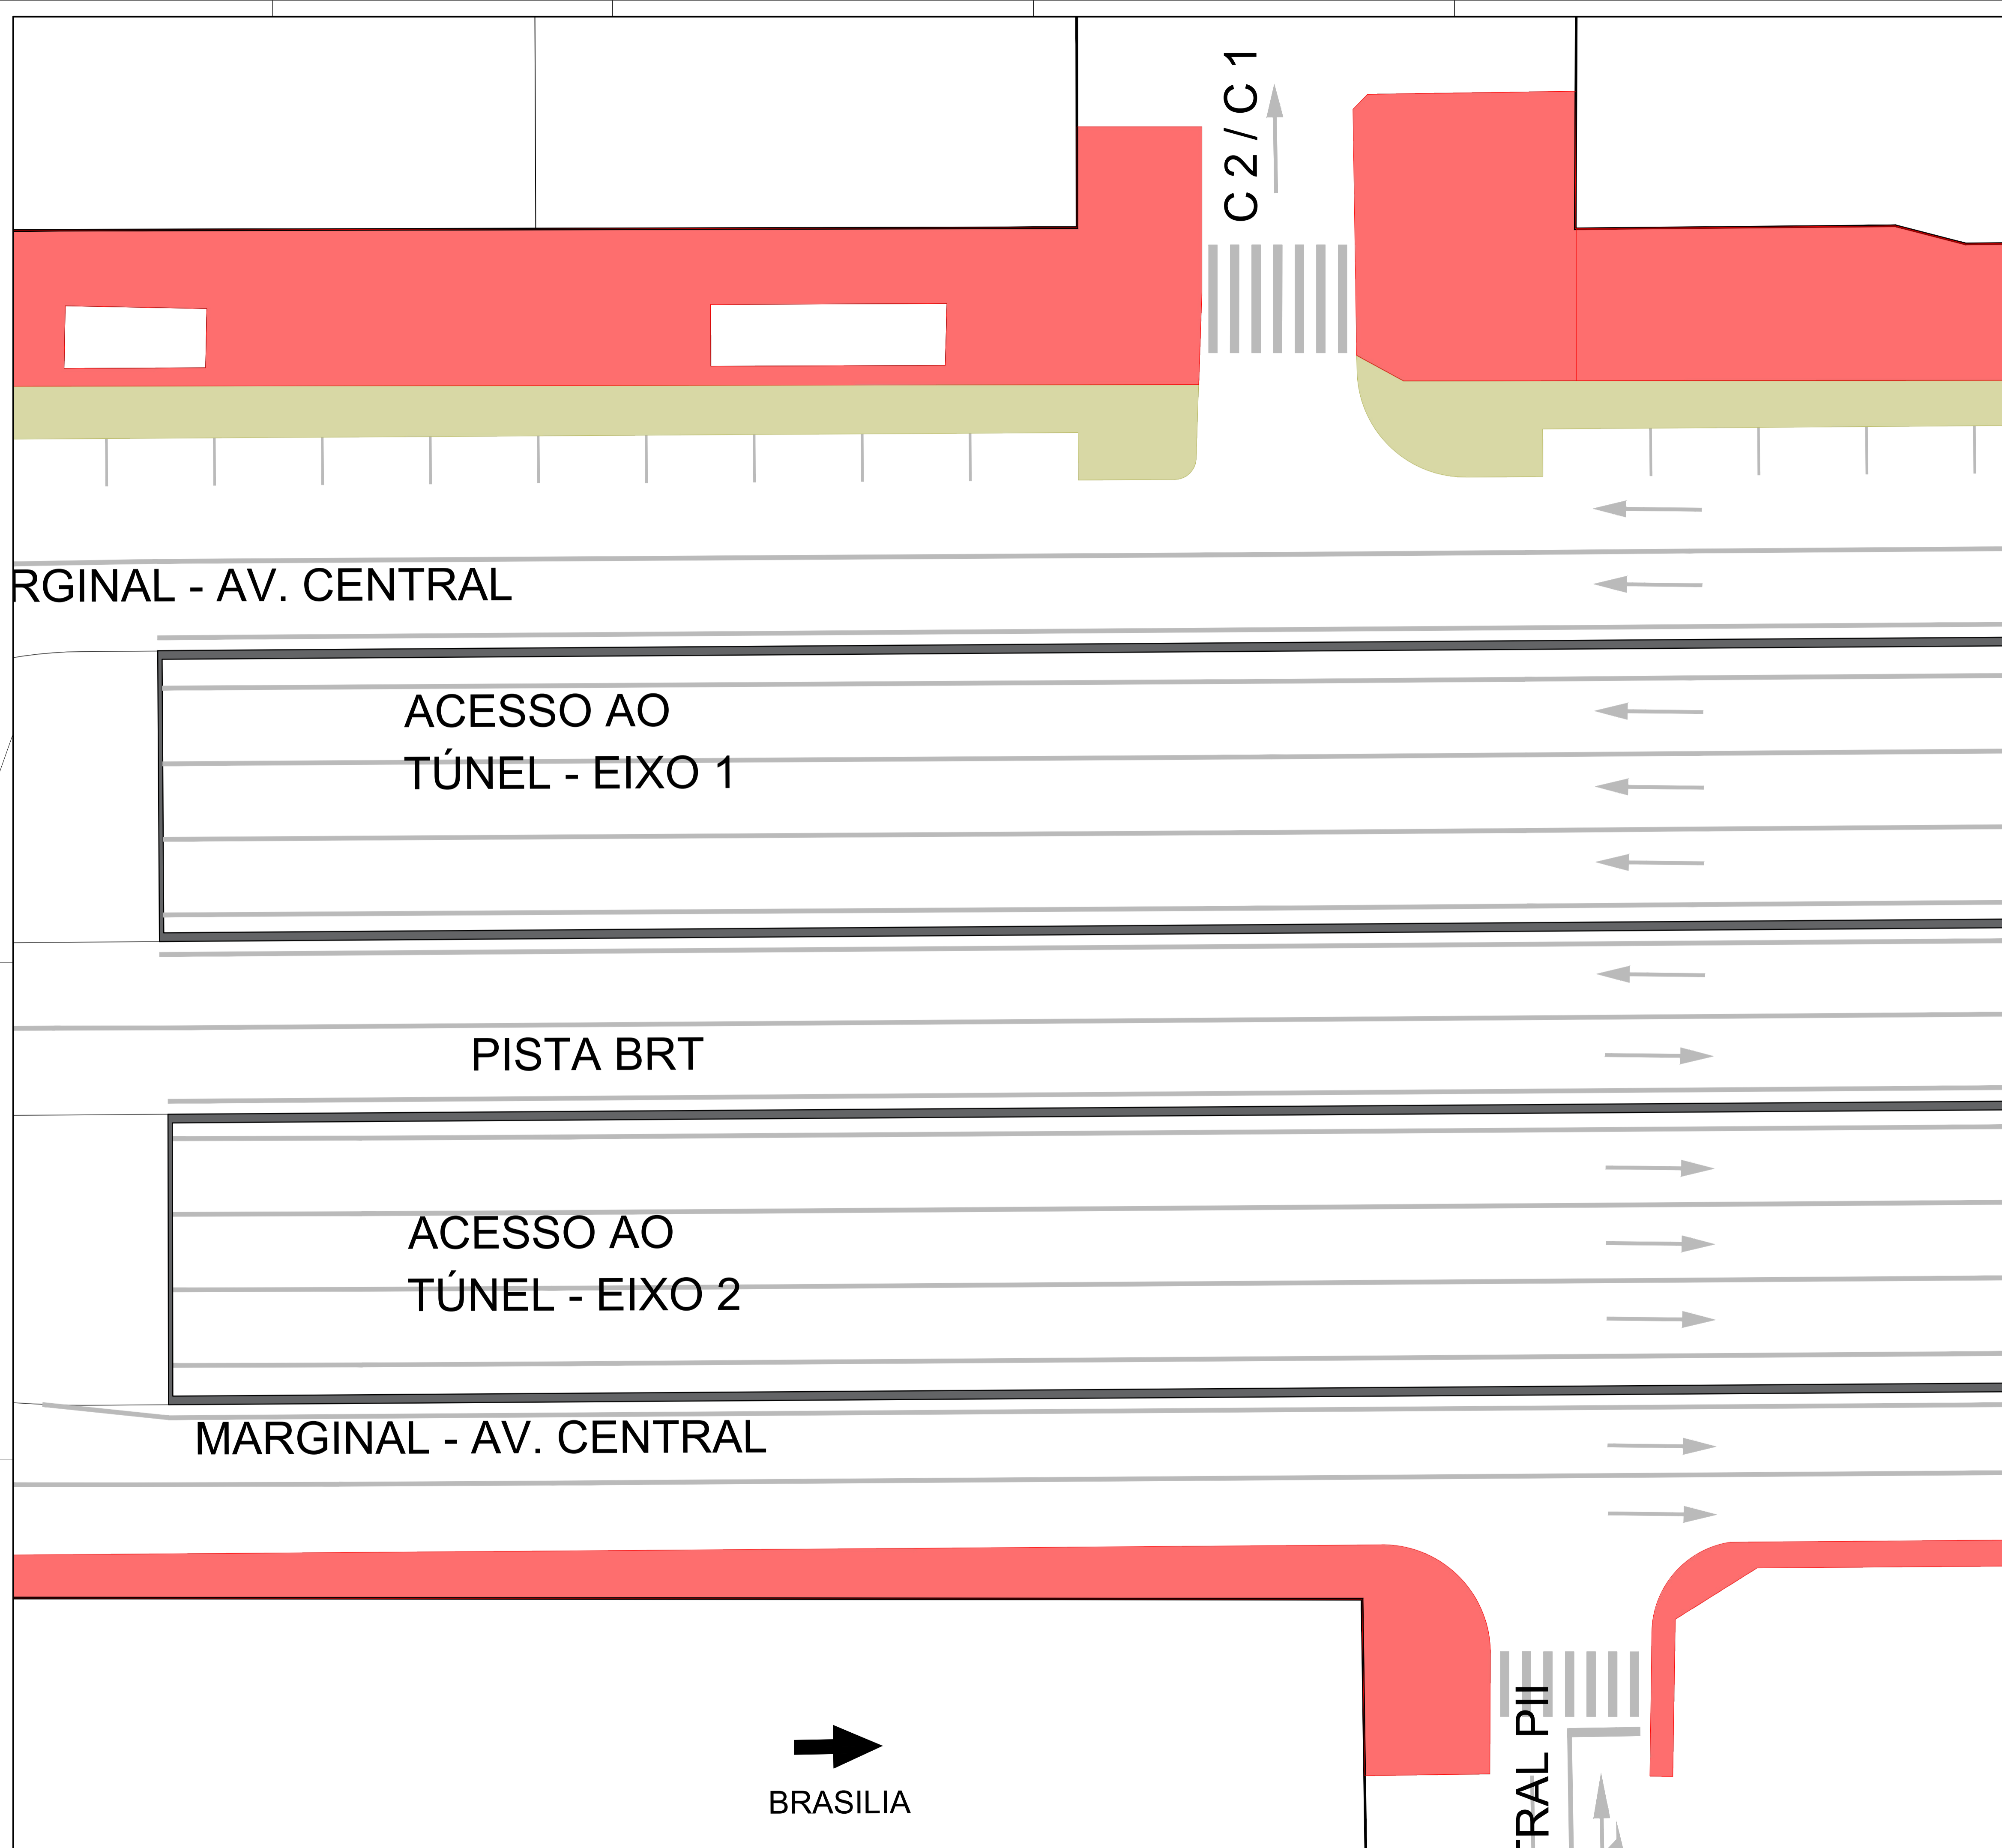 C 2 / C 1
RGINAL - AV. CENTRAL
ACESSO AO
TÚNEL - EIXO 1
PISTA BRT
ACESSO AO
TÚNEL - EIXO 2
MARGINAL - AV. CENTRAL
TRAL PII
BRASILIA